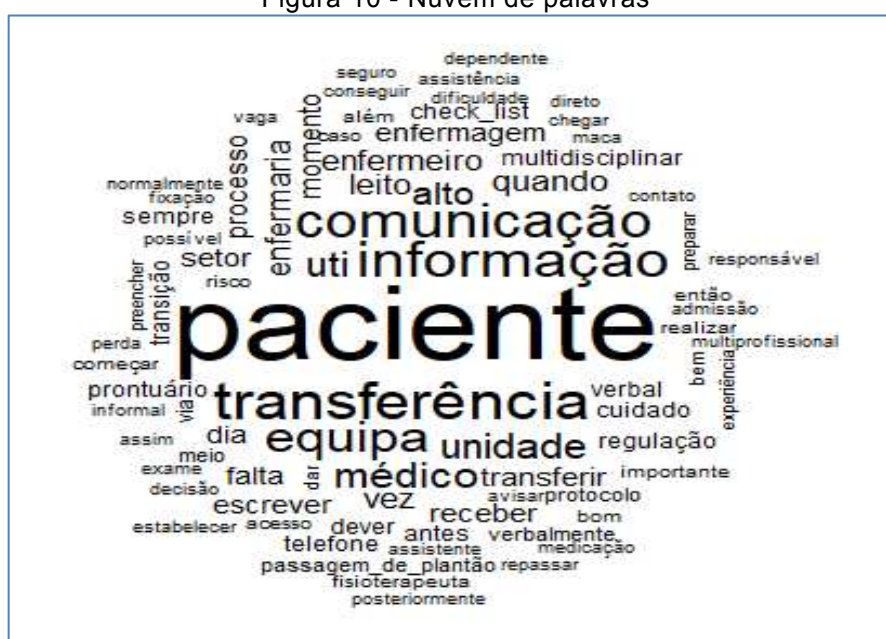 Figura 10 - Nuvem de palavras
dependente
seguro assistência
conseguir dificuldade direto
vaga além check_list chegar
momento caso enfermagem maca
processo enfermaria enfermeiro multidisciplinar
normalmente leito alto quando contato
fixação
sempre comunicação
possível preparar
setor uti informação responsável
risco
preencher transição paciente então
admissão
realizar
perda multiprofissional
começar bem experiência
prontuário transferência verbal
informal via cuidado
assim dia equipa unidade regulação
meio
exame falta dar médico transferir importante
decisão
escrever vez avisar protocolo
receber bom
estabelecer acesso dever antes verbalmente
telefone assistente medicação
passagem_de_plantão repassar
fisioterapeuta
posteriormente